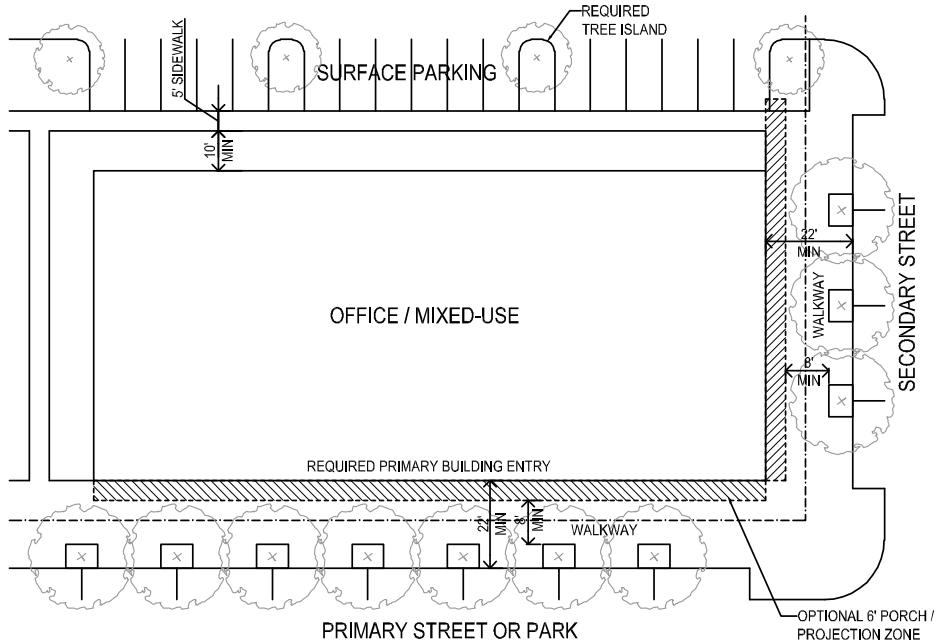 REQUIRED
TREE ISLAND
5' SIDEWALK
SURFACE PARKING
10'
MIN
22'
MIN
SECONDARY STREET
WALKWAY
OFFICE / MIXED-USE
8'
MIN
REQUIRED PRIMARY BUILDING ENTRY
22'
MIN
8'
MIN
WALKWAY
OPTIONAL 6' PORCH /
PROJECTION ZONE
PRIMARY STREET OR PARK